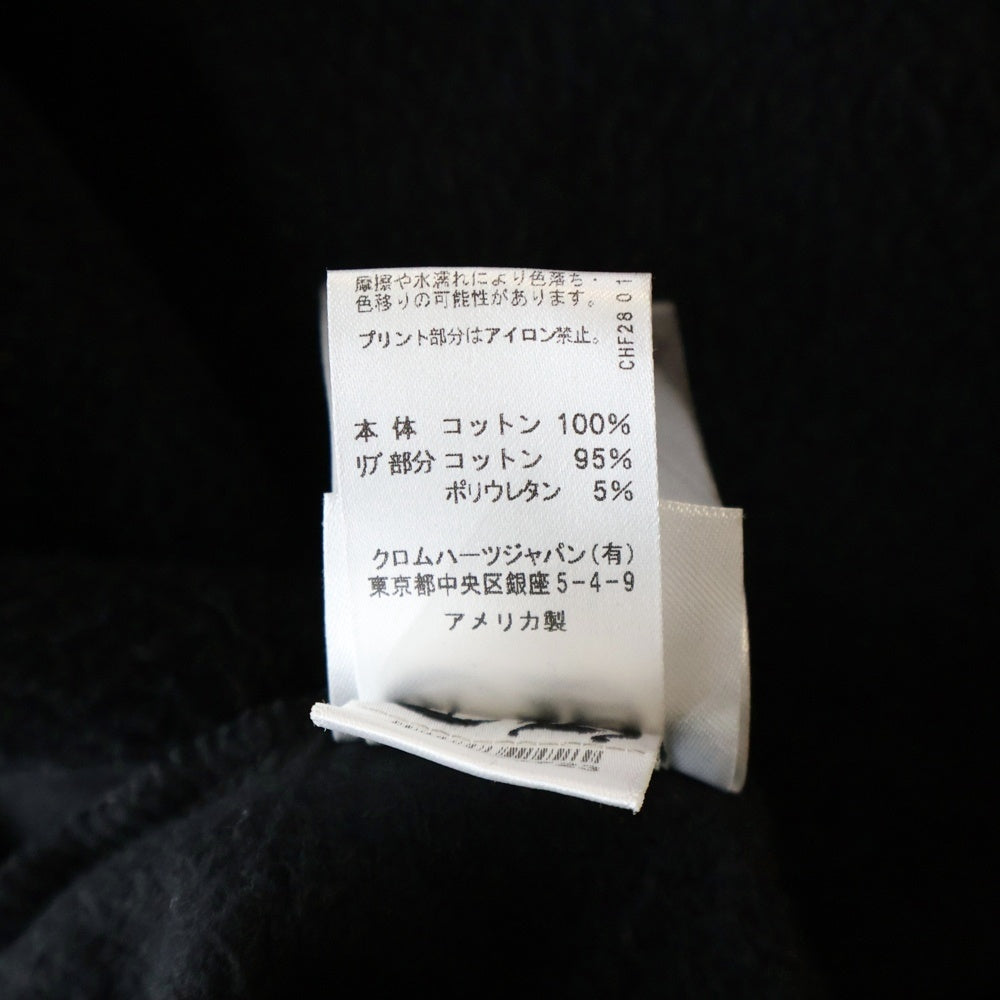 摩擦や水濡れにより色落ち・
色移りの可能性があります。
プリント部分はアイロン禁止。
CHF28 01
本体 コットン 100%
リブ部分 コットン 95%
ポリウレタン 5%
クロムハーツジャパン(有)
東京都中央区銀座5-4-9
アメリカ製